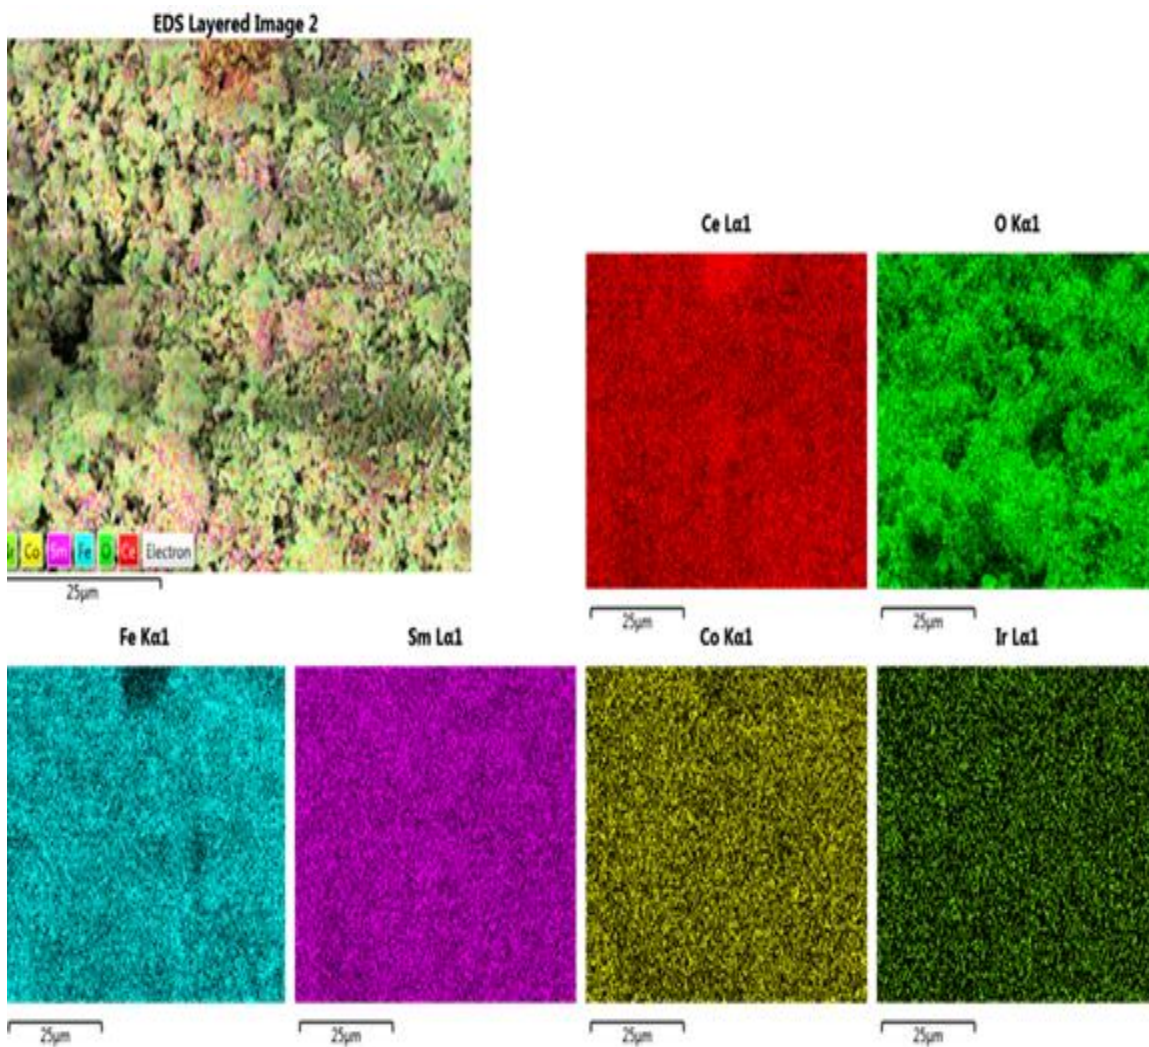 EDS Layered Image 2
Co Sm Fe O Ce Electron
25μm
Ce Lα1
O Kα1
25μm
25μm
Fe Kα1
Sm Lα1
Co Kα1
Ir Lα1
25μm
25μm
25μm
25μm